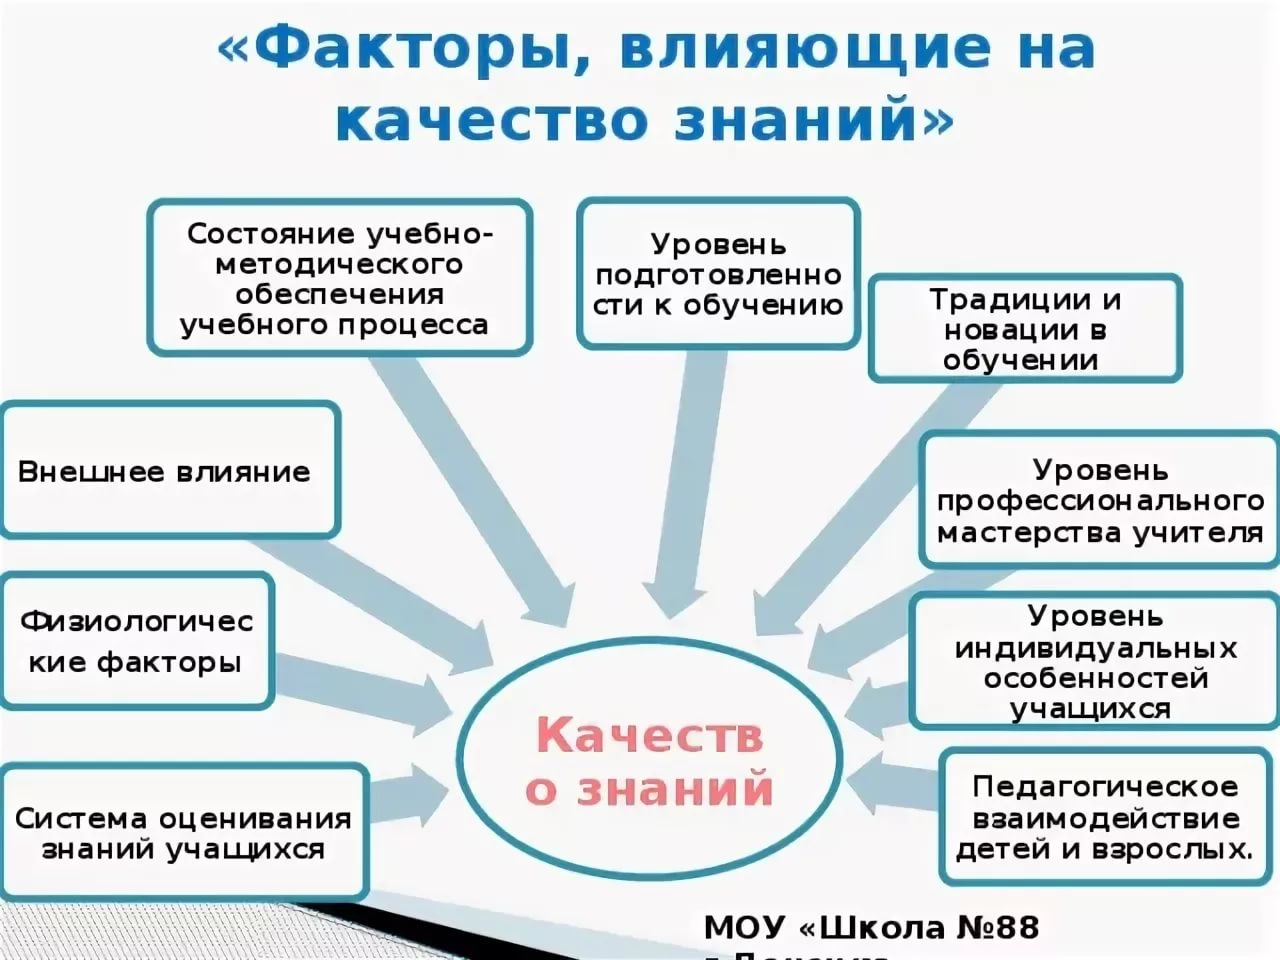 «Факторы, влияющие на
качество знаний»
Состояние учебно-
методического
обеспечения
учебного процесса
Уровень
подготовленно
сти к обучению
Традиции и
новации в
обучении
Внешнее влияние
Уровень
профессионального
мастерства учителя
Физиологичес
кие факторы
Уровень
индивидуальных
особенностей
учащихся
Качеств
о знаний
Система оценивания
знаний учащихся
Педагогическое
взаимодействие
детей и взрослых.
МОУ «Школа №88